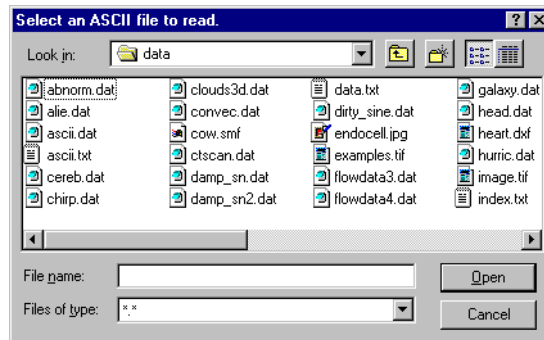 Select an ASCII file to read.
Look in: data
abnorm.dat
alie.dat
ascii.dat
ascii.txt
cereb.dat
chirp.dat
clouds3d.dat
convec.dat
cow.smf
ctscan.dat
damp_sn.dat
damp_sn2.dat
data.txt
dirty_sine.dat
endocell.jpg
examples.tif
flowdata3.dat
flowdata4.dat
galaxy.dat
head.dat
heart.dxf
hurric.dat
image.tif
index.txt
File name:
Open
Files of type: *.*
Cancel